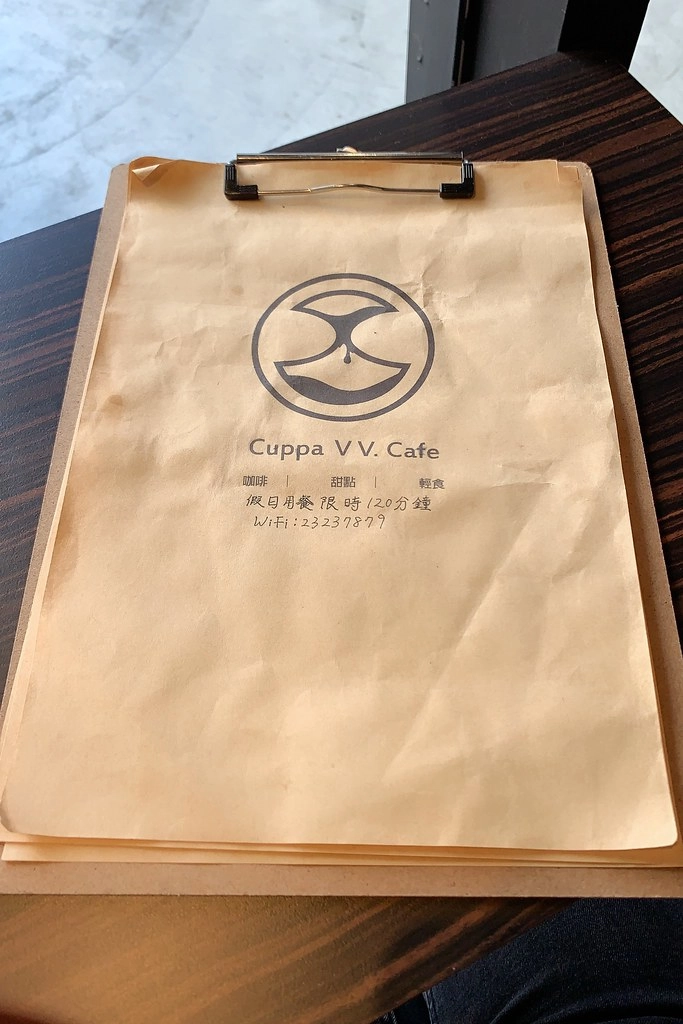 Cuppa V V. Cafe
咖啡 | 甜點 | 輕食
假日用餐限時120分鐘
WiFi:23237879